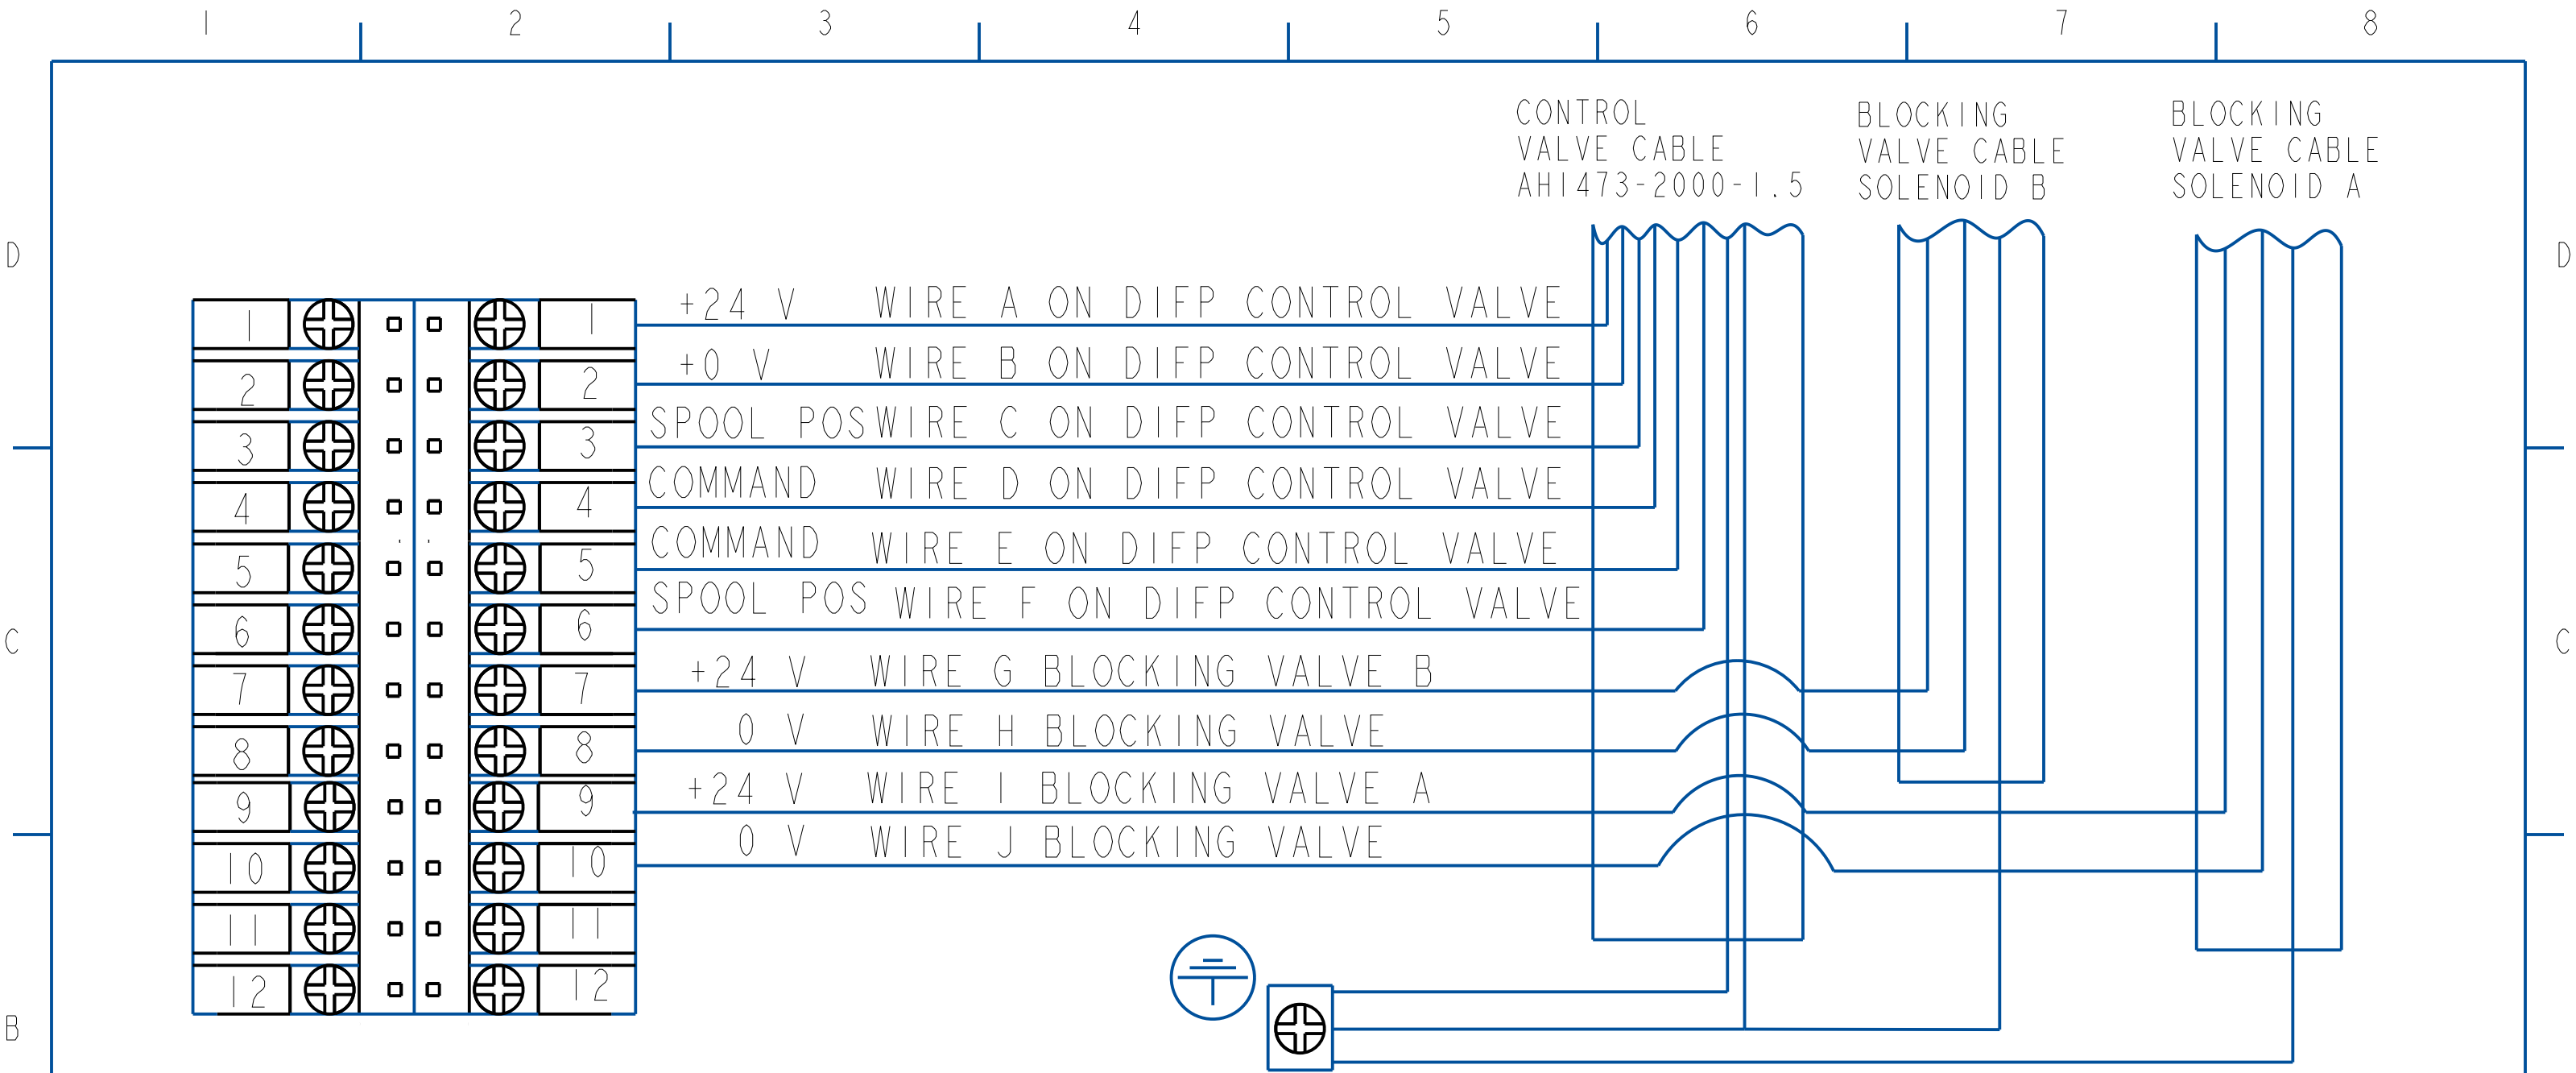 1 2 3 4 5 6 7 8
CONTROL
VALVE CABLE
AH1473-2000-1.5
BLOCKING
VALVE CABLE
SOLENOID B
BLOCKING
VALVE CABLE
SOLENOID A
D D
1 1 +24 V WIRE A ON DIFP CONTROL VALVE
2 2 +0 V WIRE B ON DIFP CONTROL VALVE
3 3 SPOOL POS WIRE C ON DIFP CONTROL VALVE
4 4 COMMAND WIRE D ON DIFP CONTROL VALVE
5 5 COMMAND WIRE E ON DIFP CONTROL VALVE
6 6 SPOOL POS WIRE F ON DIFP CONTROL VALVE
C C
7 7 +24 V WIRE G BLOCKING VALVE B
8 8 0 V WIRE H BLOCKING VALVE
9 9 +24 V WIRE I BLOCKING VALVE A
10 10 0 V WIRE J BLOCKING VALVE
11 11
12 12
B B